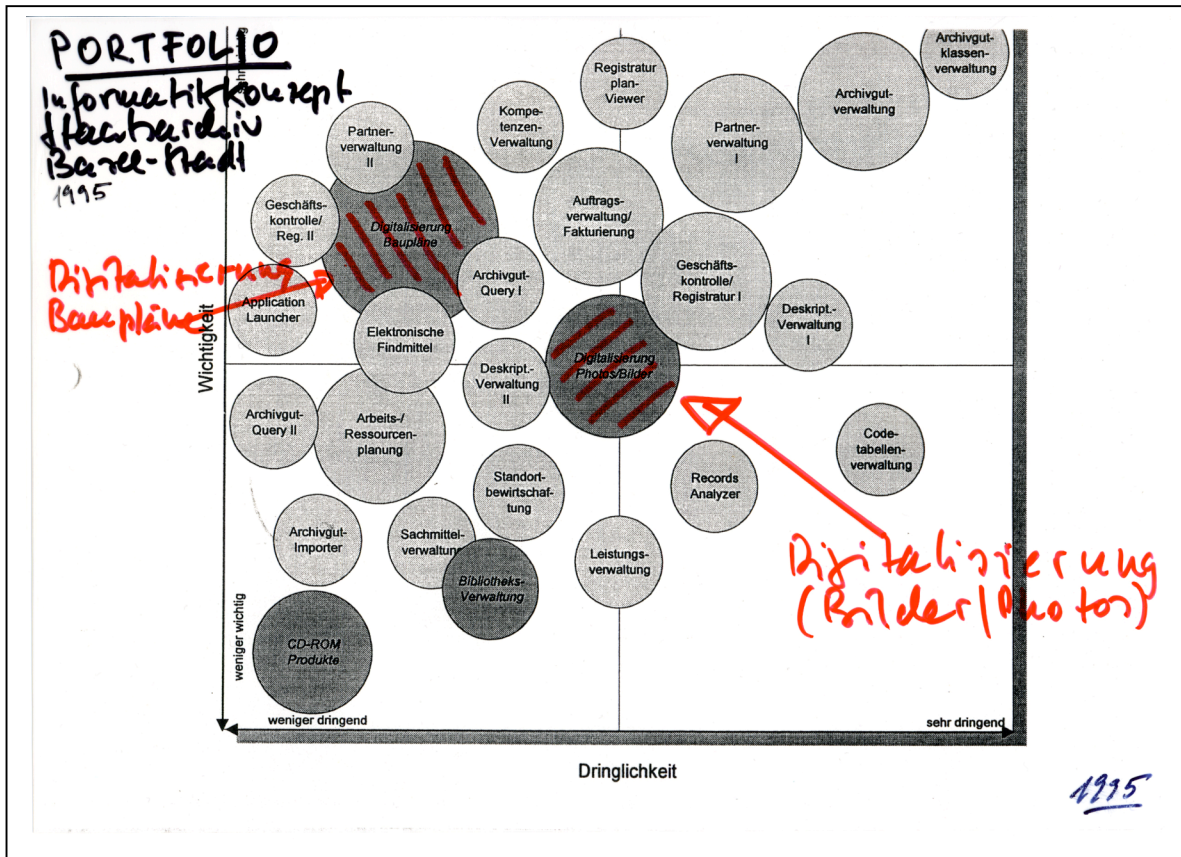 PORTFOLIO
Informatikkonzept
Staatsarchiv
Basel-Stadt
1995
Archivgut-
klassen-
verwaltung
Registratur
plan-
Viewer
Archivgut-
verwaltung
Kompe-
tenzen-
Verwaltung
Partner-
verwaltung
II
Partner-
verwaltung
I
Geschäfts-
kontrolle/
Reg. II
Digitalisierung
Baupläne
Auftrags-
verwaltung/
Fakturierung
Digitalisierung
Baupläne
Archivgut-
Query I
Geschäfts-
kontrolle/
Registratur I
Application
Launcher
Deskript.-
Verwaltung
I
Elektronische
Findmittel
Wichtigkeit
Digitalisierung
Photos/Bilder
Deskript.-
Verwaltung
II
Archivgut-
Query II
Arbeits-/
Ressourcen-
planung
Code-
tabellen-
verwaltung
Standort-
bewirtschaf-
tung
Records
Analyzer
Archivgut-
Importer
Sachmittel-
verwaltung
Leistungs-
verwaltung
Digitalisierung
(Bilder/Photos)
Bibliotheks-
Verwaltung
weniger wichtig
CD-ROM
Produkte
weniger dringend
sehr dringend
Dringlichkeit
1995